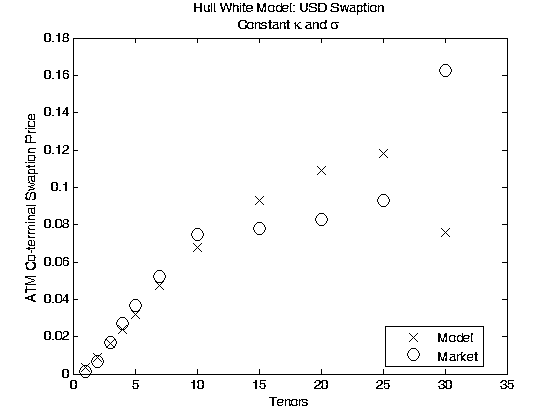 Hull White Model: USD Swaption
Constant κ and σ
0.18
0.16
0.14
0.12
0.1
0.08
0.06
0.04
0.02
0
ATM Co-terminal Swaption Price
0 5 10 15 20 25 30 35
Tenors
Model
Market